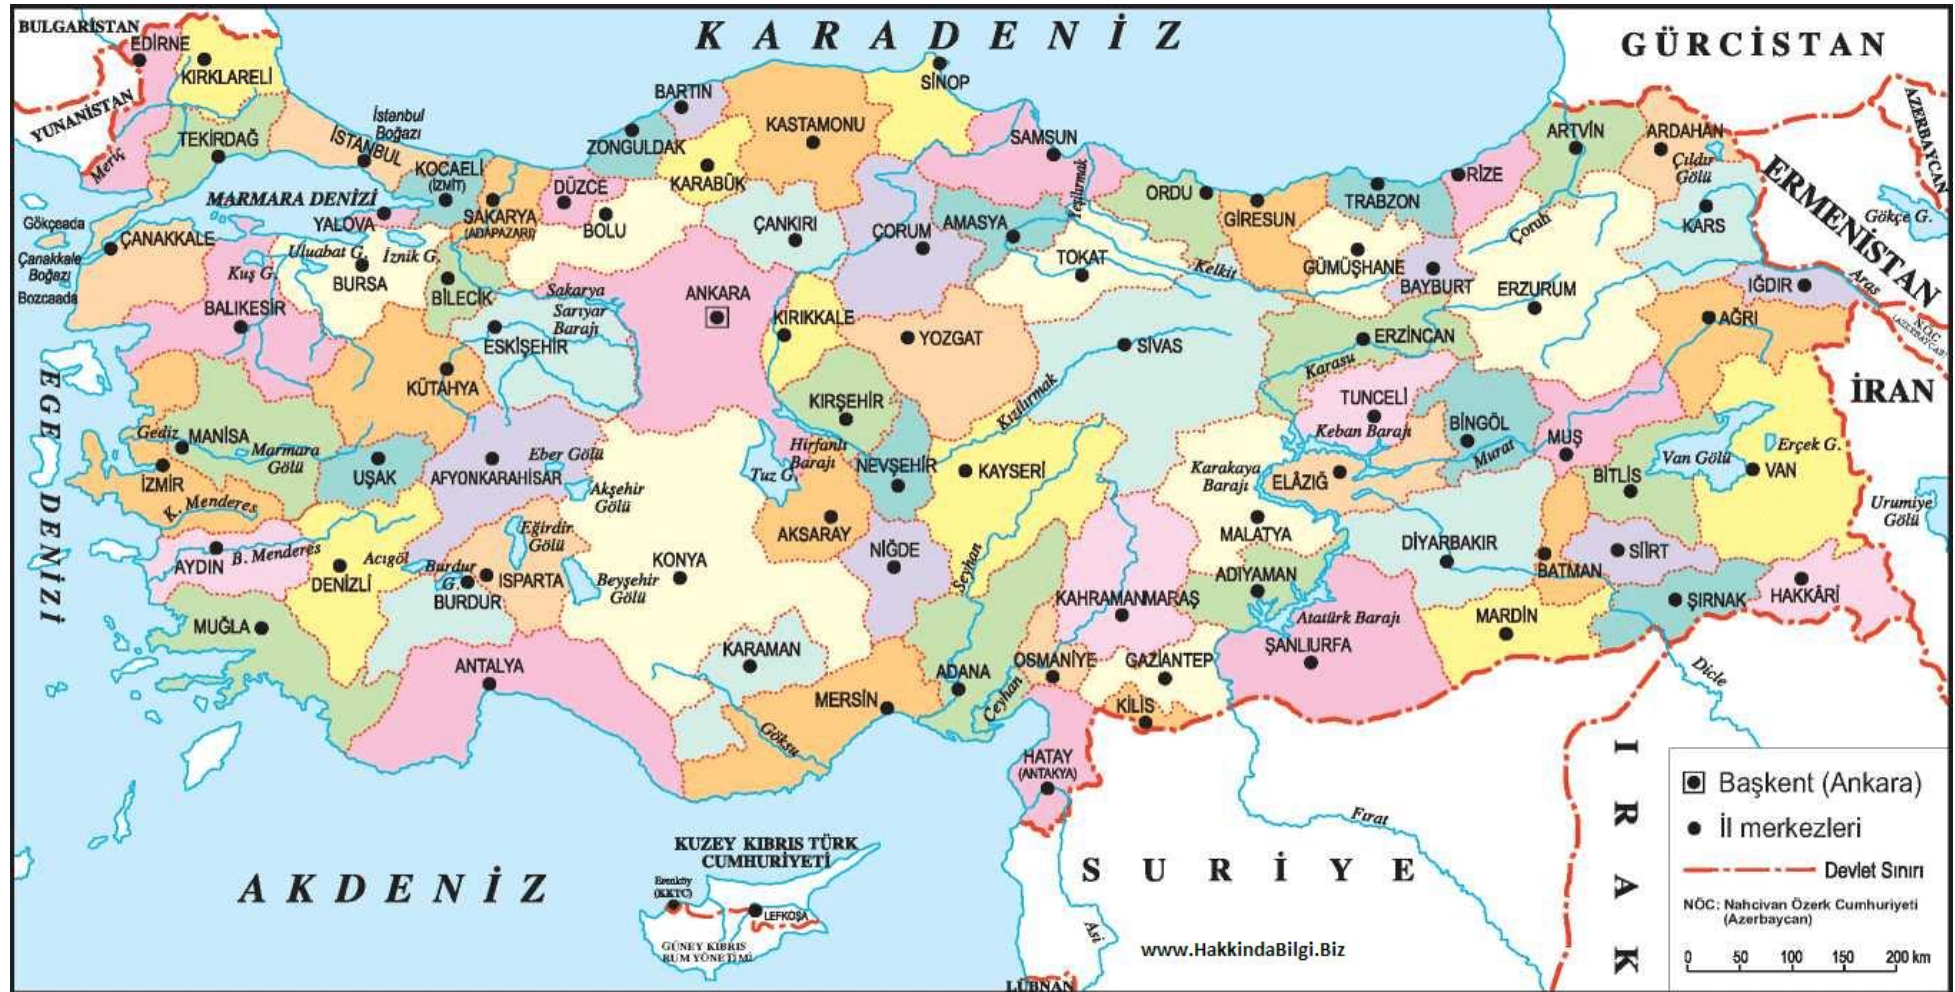 KARADENİZ
BULGARİSTAN
GÜRCİSTAN
EDİRNE
KIRKLARELİ
YUNANİSTAN
Meriç
TEKİRDAĞ
İSTANBUL
İstanbul
Boğazı
KOCAELİ
(İZMİT)
SAKARYA
(ADAPAZARI)
DÜZCE
BOLU
ZONGULDAK
BARTIN
KARABÜK
KASTAMONU
SİNOP
SAMSUN
Yeşilırmak
ORDU
GİRESUN
TRABZON
RİZE
ARTVİN
ARDAHAN
Çıldır
Gölü
AZERBAYCAN
ERMENİSTAN
Gökçe G.
KARS
Çoruh
MARMARA DENİZİ
YALOVA
Gökçeada
ÇANAKKALE
Çanakkale
Boğazı
Bozcaada
Kuş G.
Uluabat G.
İznik G.
BURSA
BİLECİK
BALIKESİR
Sakarya
Sarıyar
Barajı
ESKİŞEHİR
ANKARA
ÇANKIRI
ÇORUM
AMASYA
TOKAT
Kelkit
GÜMÜŞHANE
BAYBURT
ERZURUM
IĞDIR
Aras
NÖC
(AZERBAYCAN)
AĞRI
KIRIKKALE
YOZGAT
SİVAS
ERZİNCAN
Karasu
İRAN
EGE DENİZİ
KÜTAHYA
KIRŞEHİR
Kızılırmak
TUNCELİ
Keban Barajı
BİNGÖL
MUŞ
Murat
Gediz
MANİSA
Marmara
Gölü
İZMİR
K. Menderes
UŞAK
AFYONKARAHİSAR
Eber Gölü
Akşehir
Gölü
Hirfanlı
Barajı
Tuz G.
NEVŞEHİR
KAYSERİ
Karakaya
Barajı
ELÂZIĞ
MALATYA
BİTLİS
Van Gölü
Erçek G.
VAN
Urumiye
Gölü
AKSARAY
NİĞDE
Seyhan
AYDIN
B. Menderes
DENİZLİ
Acıgöl
Burdur
G.
BURDUR
ISPARTA
Eğirdir
Gölü
Beyşehir
Gölü
KONYA
DİYARBAKIR
BATMAN
SİİRT
ŞIRNAK
HAKKÂRİ
MARDİN
ADIYAMAN
KAHRAMANMARAŞ
Atatürk Barajı
ŞANLIURFA
MUĞLA
ANTALYA
KARAMAN
MERSİN
Göksu
ADANA
Ceyhan
OSMANİYE
GAZİANTEP
KİLİS
HATAY
(ANTAKYA)
Dicle
Fırat
AKDENİZ
KUZEY KIBRIS TÜRK
CUMHURİYETİ
Erenköy
(KKTC)
LEFKOŞA
GÜNEY KIBRIS
RUM YÖNETİMİ
SURİYE
IRAK
Asi
LÜBNAN
www.HakkindaBilgi.Biz
Başkent (Ankara)
İl merkezleri
Devlet Sınırı
NÖC: Nahcivan Özerk Cumhuriyeti
(Azerbaycan)
0 50 100 150 200 km